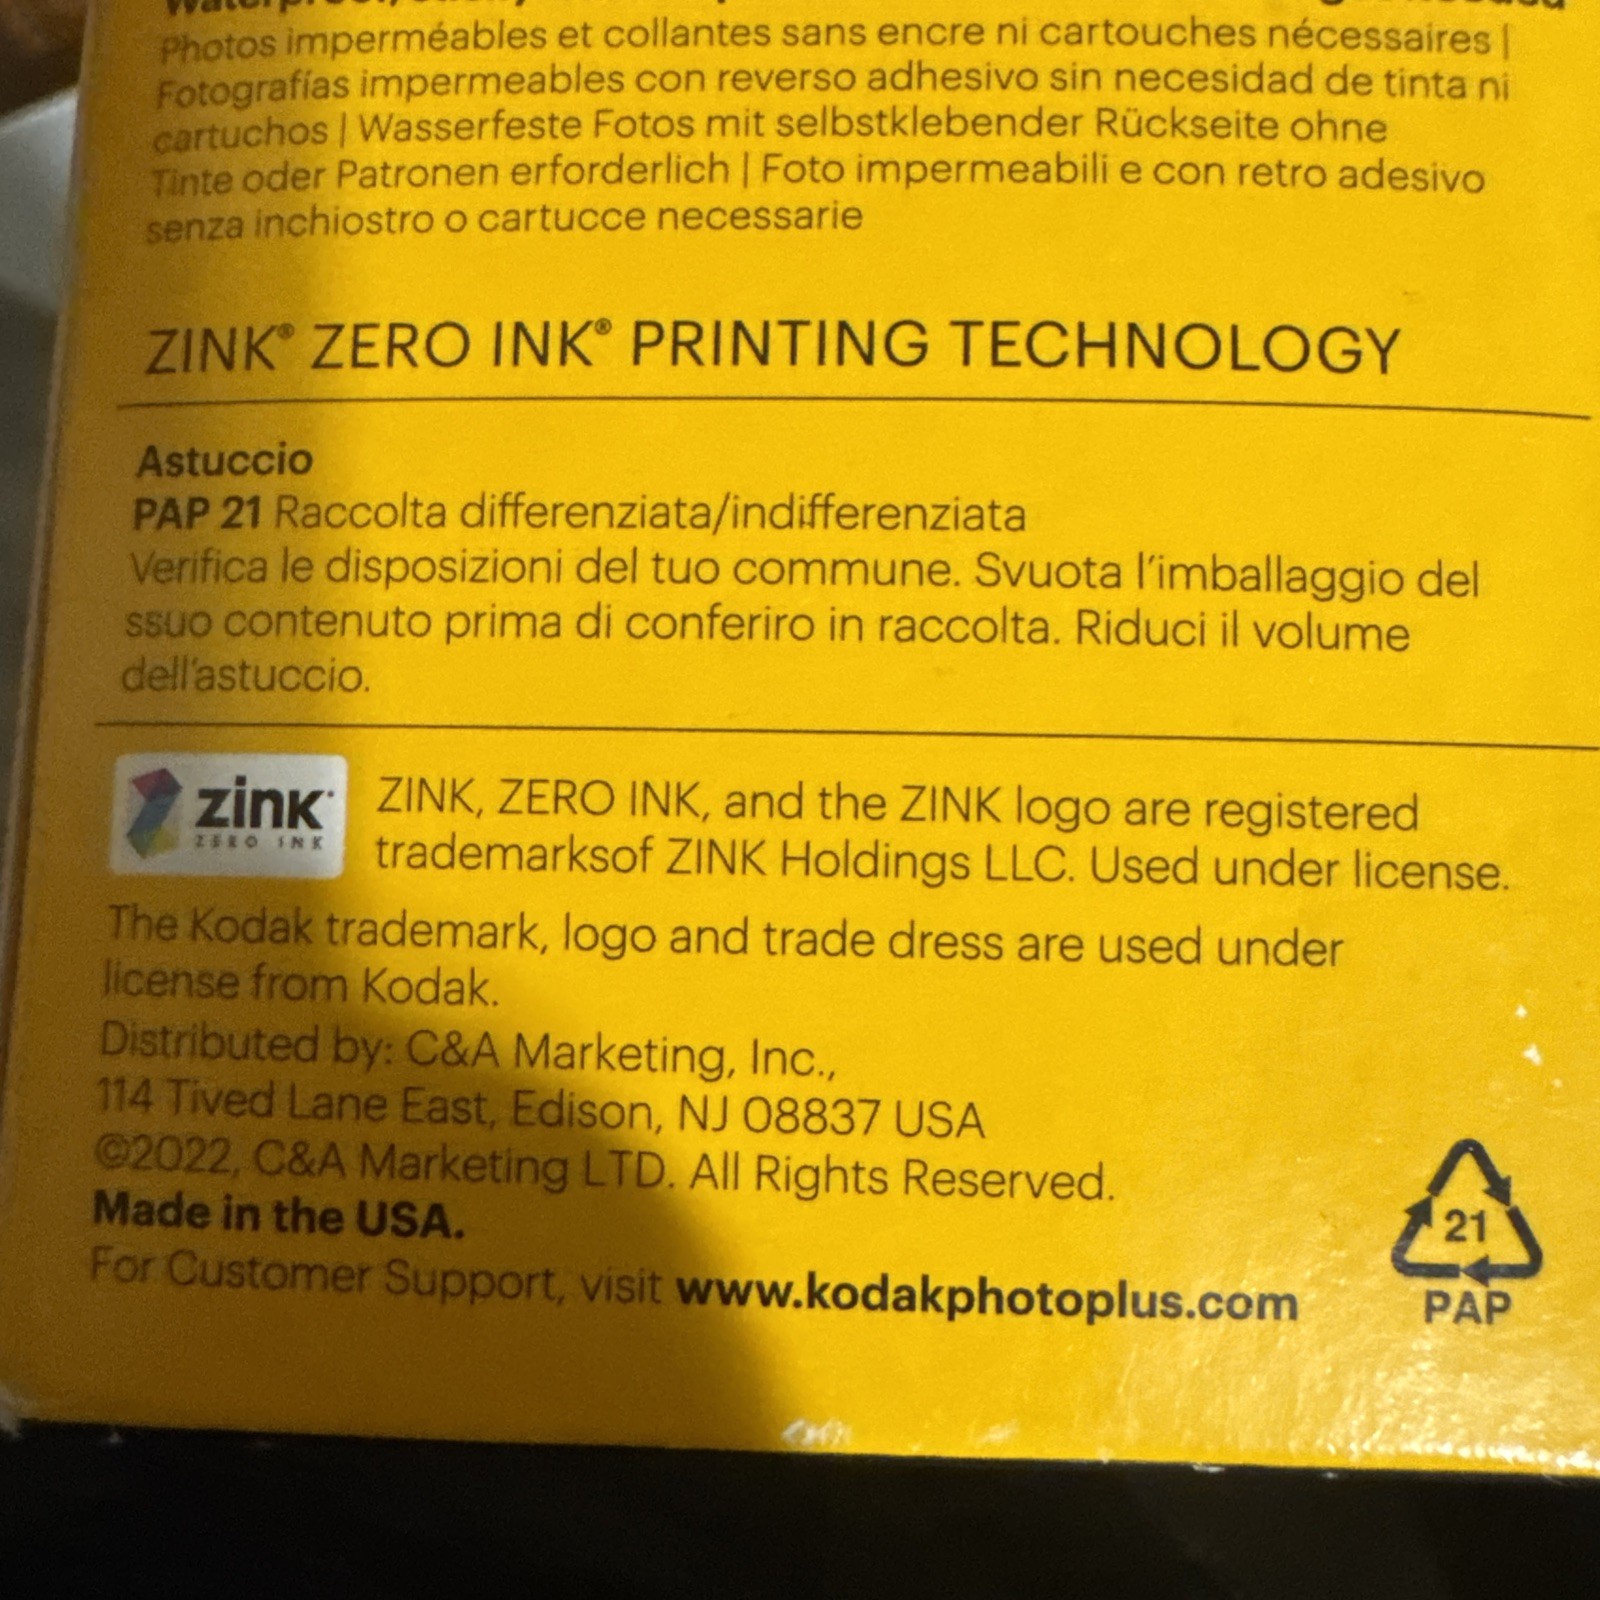 Photos imperméables et collantes sans encre ni cartouches nécessaires |
Fotografías impermeables con reverso adhesivo sin necesidad de tinta ni
cartuchos | Wasserfeste Fotos mit selbstklebender Rückseite ohne
Tinte oder Patronen erforderlich | Foto impermeabili e con retro adesivo
senza inchiostro o cartucce necessarie
ZINK® ZERO INK® PRINTING TECHNOLOGY
Astuccio
PAP 21 Raccolta differenziata/indifferenziata
Verifica le disposizioni del tuo commune. Svuota l'imballaggio del
ssuo contenuto prima di conferiro in raccolta. Riduci il volume
dell'astuccio.
zink
ZERO INK
ZINK, ZERO INK, and the ZINK logo are registered
trademarksof ZINK Holdings LLC. Used under license.
The Kodak trademark, logo and trade dress are used under
license from Kodak.
Distributed by: C&A Marketing, Inc.,
114 Tived Lane East, Edison, NJ 08837 USA
©2022, C&A Marketing LTD. All Rights Reserved.
Made in the USA.
For Customer Support, visit www.kodakphotoplus.com
21
PAP